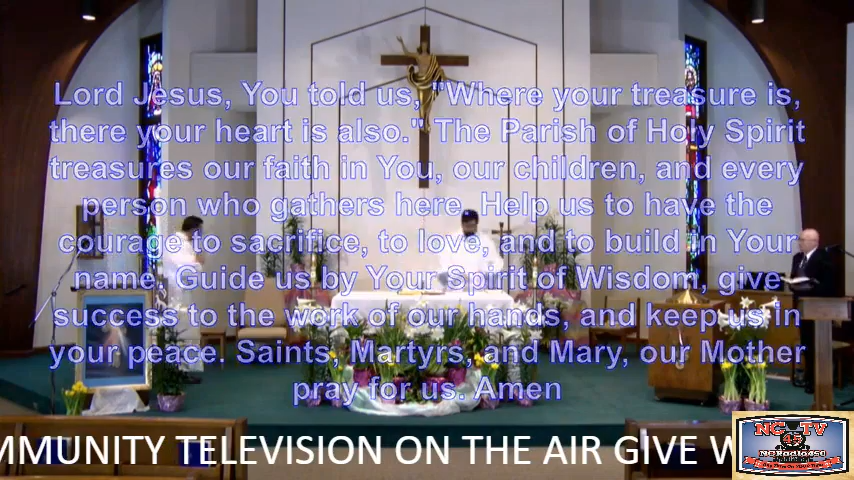 Lord Jesus, You told us, "Where your treasure is,
there your heart is also." The Parish of Holy Spirit
treasures our faith in You, our children, and every
person who gathers here. Help us to have the
courage to sacrifice, to love, and to build in Your
name. Guide us by Your Spirit of Wisdom, give
success to the work of our hands, and keep us in
your peace. Saints, Martyrs, and Mary, our Mother
pray for us. Amen
MMUNITY TELEVISION ON THE AIR GIVE W
NC TV
45
NCRadio450